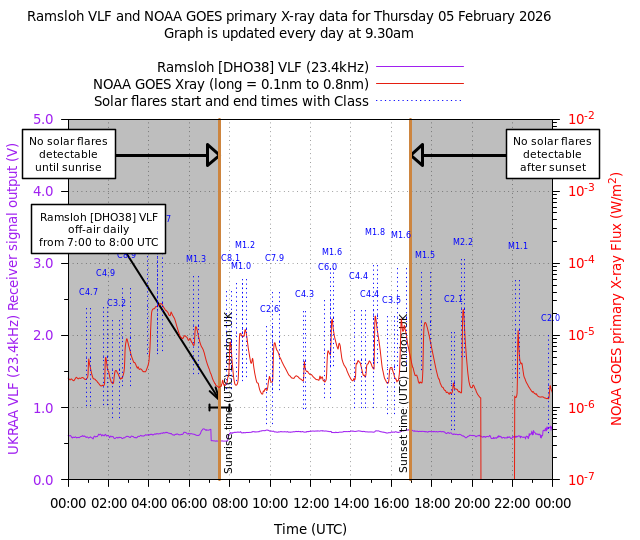 Ramsloh VLF and NOAA GOES primary X-ray data for Thursday 05 February 2026
Graph is updated every day at 9.30am
Ramsloh [DHO38] VLF (23.4kHz)
NOAA GOES Xray (long = 0.1nm to 0.8nm)
Solar flares start and end times with Class
5.0
4.0
3.0
2.0
1.0
0.0
UKRAA VLF (23.4kHz) Receiver signal output (V)
10-2
10-3
10-4
10-5
10-6
10-7
NOAA GOES primary X-ray Flux (W/m2)
No solar flares
detectable
until sunrise
No solar flares
detectable
after sunset
Ramsloh [DHO38] VLF
off-air daily
from 7:00 to 8:00 UTC
C4.7
C4.9
C3.2
M1.3
C8.1
M1.2
M1.0
C2.6
C7.9
C4.3
C6.0
M1.6
C4.4
C4.4
M1.8
C3.5
M1.6
M1.5
C2.1
M2.2
M1.1
C2.0
Sunrise time (UTC) London UK
Sunset time (UTC) London UK
00:00 02:00 04:00 06:00 08:00 10:00 12:00 14:00 16:00 18:00 20:00 22:00 00:00
Time (UTC)